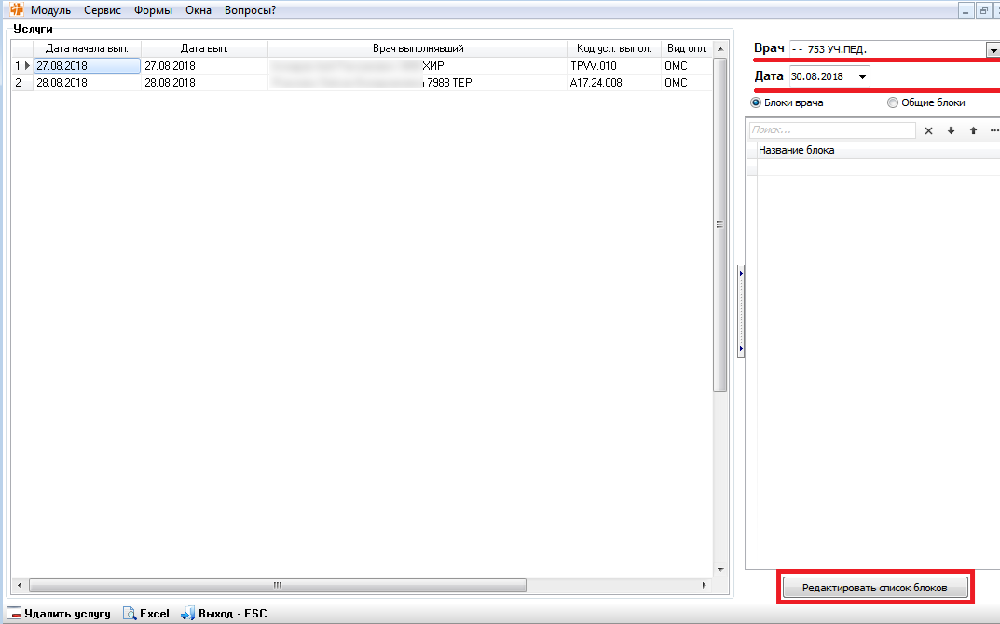 Модуль Сервис Формы Окна Вопросы?
Услуги
Дата начала вып. Дата вып. Врач выполнявший Код усл. выпол. Вид опл.
1 27.08.2018 27.08.2018 ХИР TPVV.010 ОМС
2 28.08.2018 28.08.2018 7988 ТЕР. A17.24.008 ОМС
Врач - - 753 УЧ.ПЕД.
Дата 30.08.2018
Блоки врача Общие блоки
Поиск...
Название блока
Редактировать список блоков
Удалить услугу Excel Выход - ESC